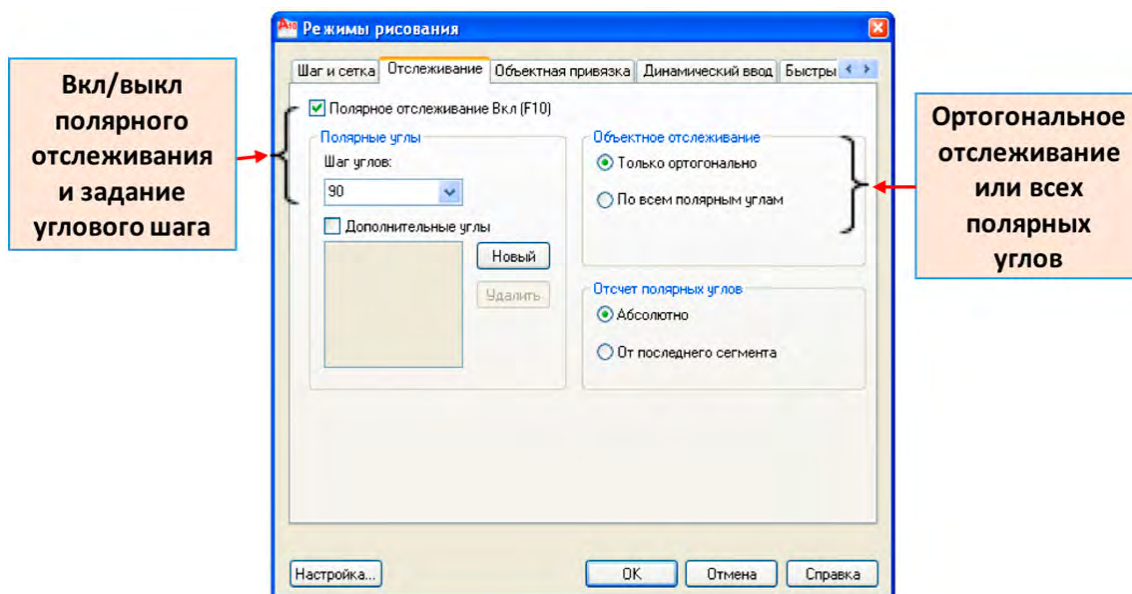 Режимы рисования
Шаг и сетка Отслеживание Объектная привязка Динамический ввод Быстры
Вкл/выкл
полярного
отслеживания
и задание
углового шага
Полярное отслеживание Вкл (F10)
Полярные углы
Шаг углов:
90
Дополнительные углы
Новый
Удалить
Объектное отслеживание
Только ортогонально
По всем полярным углам
Отсчет полярных углов
Абсолютно
От последнего сегмента
Ортогональное
отслеживание
или всех
полярных
углов
Настройка... OK Отмена Справка